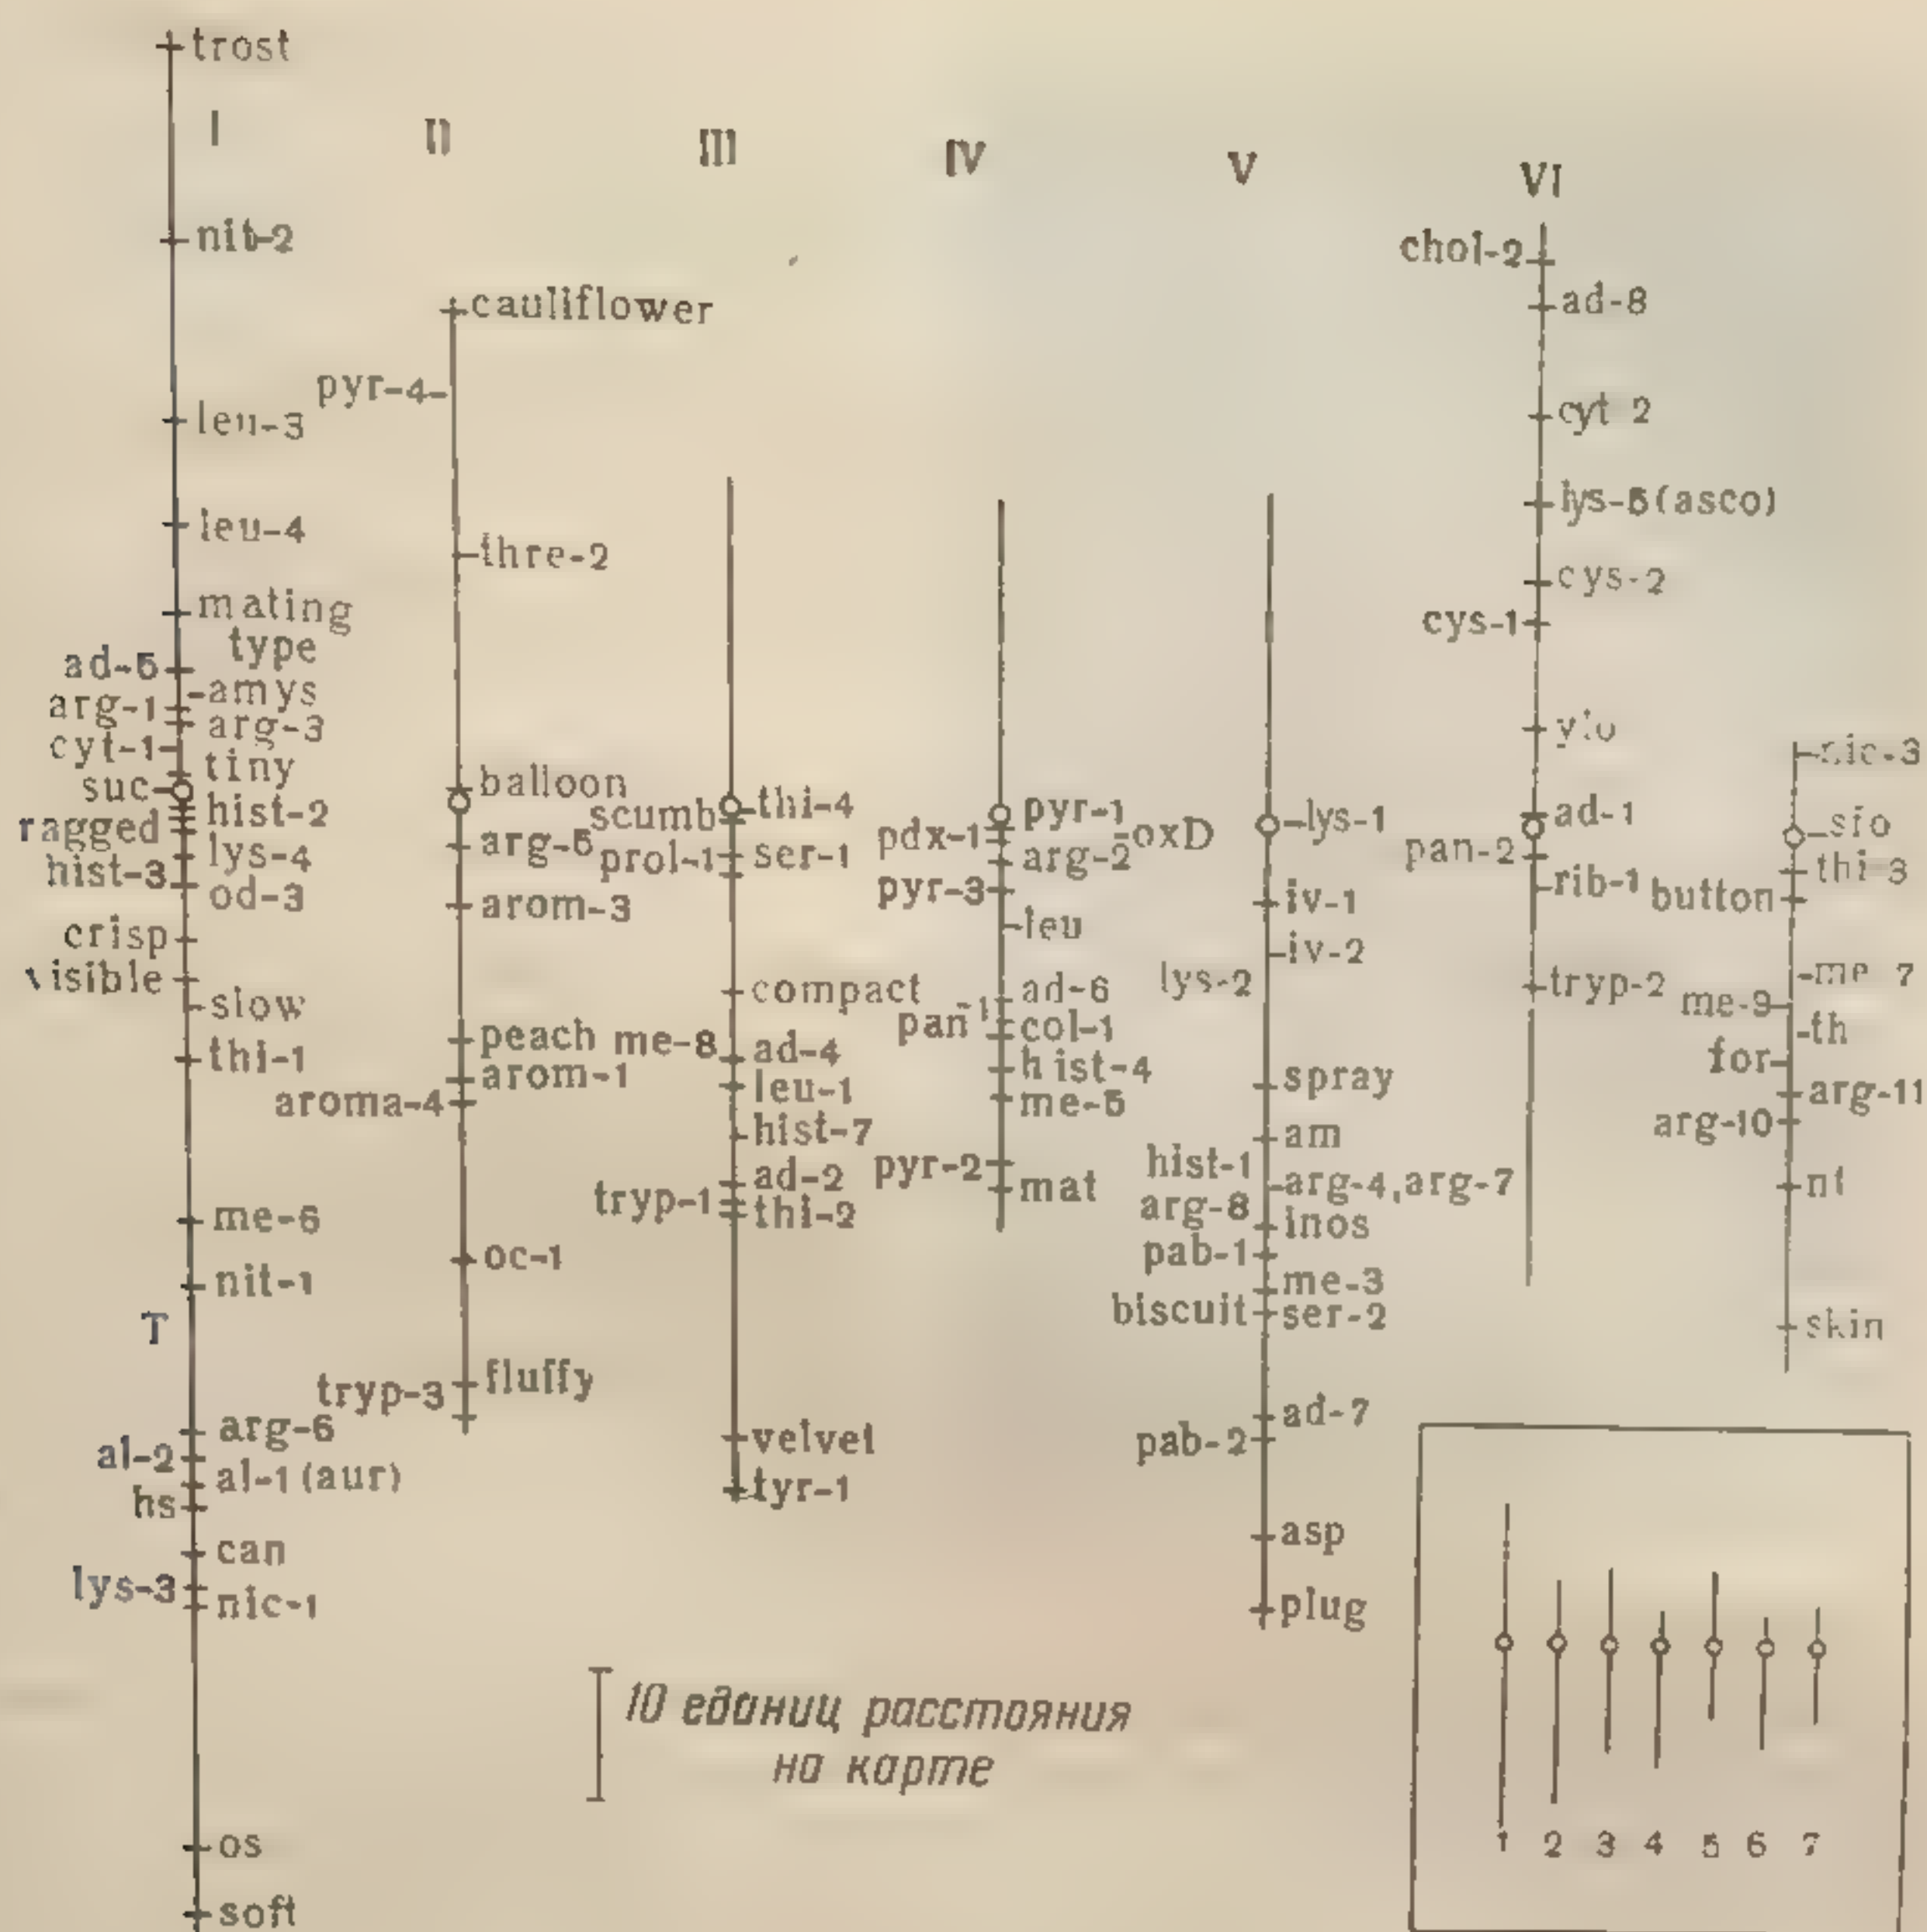 trost
I
II
III
IV
V
VI
nit-2
leu-3
leu-4
mating
type
ad-5
amys
arg-1
arg-3
cyt-1
tiny
suc
hist-2
ragged
lys-4
hist-3
od-3
crisp
visible
slow
thi-1
me-6
nit-1
T
arg-6
al-2
al-1 (aur)
hs
can
lys-3
nic-1
os
soft
cauliflower
pyr-4
thre-2
balloon
arg-5
arom-3
peach
arom-1
aroma-4
oc-1
fluffy
tryp-3
thi-4
scumb
prol-1
ser-1
compact
me-8
ad-4
leu-1
hist-7
ad-2
tryp-1
thi-2
velvet
tyr-1
pyr-1
pdx-1
oxD
arg-2
pyr-3
leu
ad-6
pan-1
col-1
hist-4
me-5
pyr-2
mat
lys-1
iv-1
iv-2
lys-2
spray
am
hist-1
arg-4, arg-7
arg-8
inos
pab-1
me-3
biscuit
ser-2
ad-7
pab-2
asp
plug
chol-2
ad-8
cyt 2
lys-5 (asco)
cys-2
cys-1
ylo
ad-1
pan-2
rib-1
tryp-2
nic-3
sfo
thi-3
button
me 7
me-9
th
for
arg-11
arg-10
nt
skin
10 единиц расстояния
на карте
1 2 3 4 5 6 7